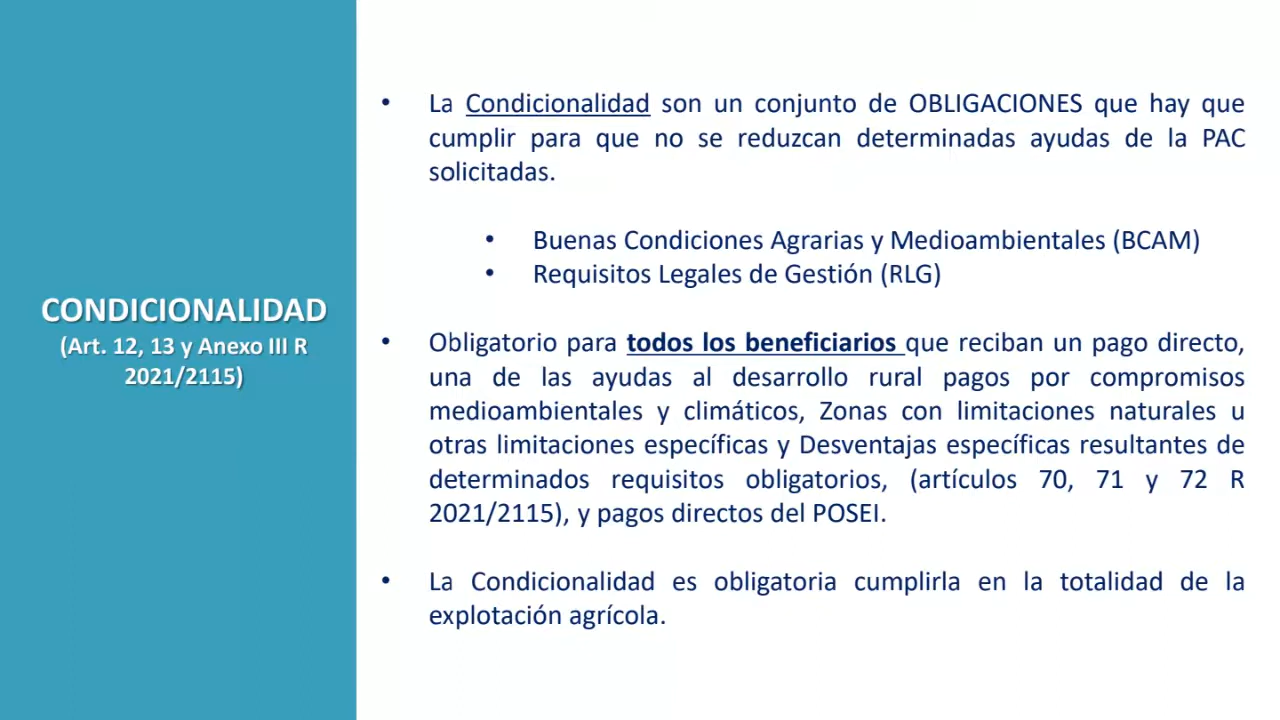 CONDICIONALIDAD
(Art. 12, 13 y Anexo III R
2021/2115)
• La Condicionalidad son un conjunto de OBLIGACIONES que hay que
cumplir para que no se reduzcan determinadas ayudas de la PAC
solicitadas.
• Buenas Condiciones Agrarias y Medioambientales (BCAM)
• Requisitos Legales de Gestión (RLG)
• Obligatorio para todos los beneficiarios que reciban un pago directo,
una de las ayudas al desarrollo rural pagos por compromisos
medioambientales y climáticos, Zonas con limitaciones naturales u
otras limitaciones específicas y Desventajas específicas resultantes de
determinados requisitos obligatorios, (artículos 70, 71 y 72 R
2021/2115), y pagos directos del POSEI.
• La Condicionalidad es obligatoria cumplirla en la totalidad de la
explotación agrícola.